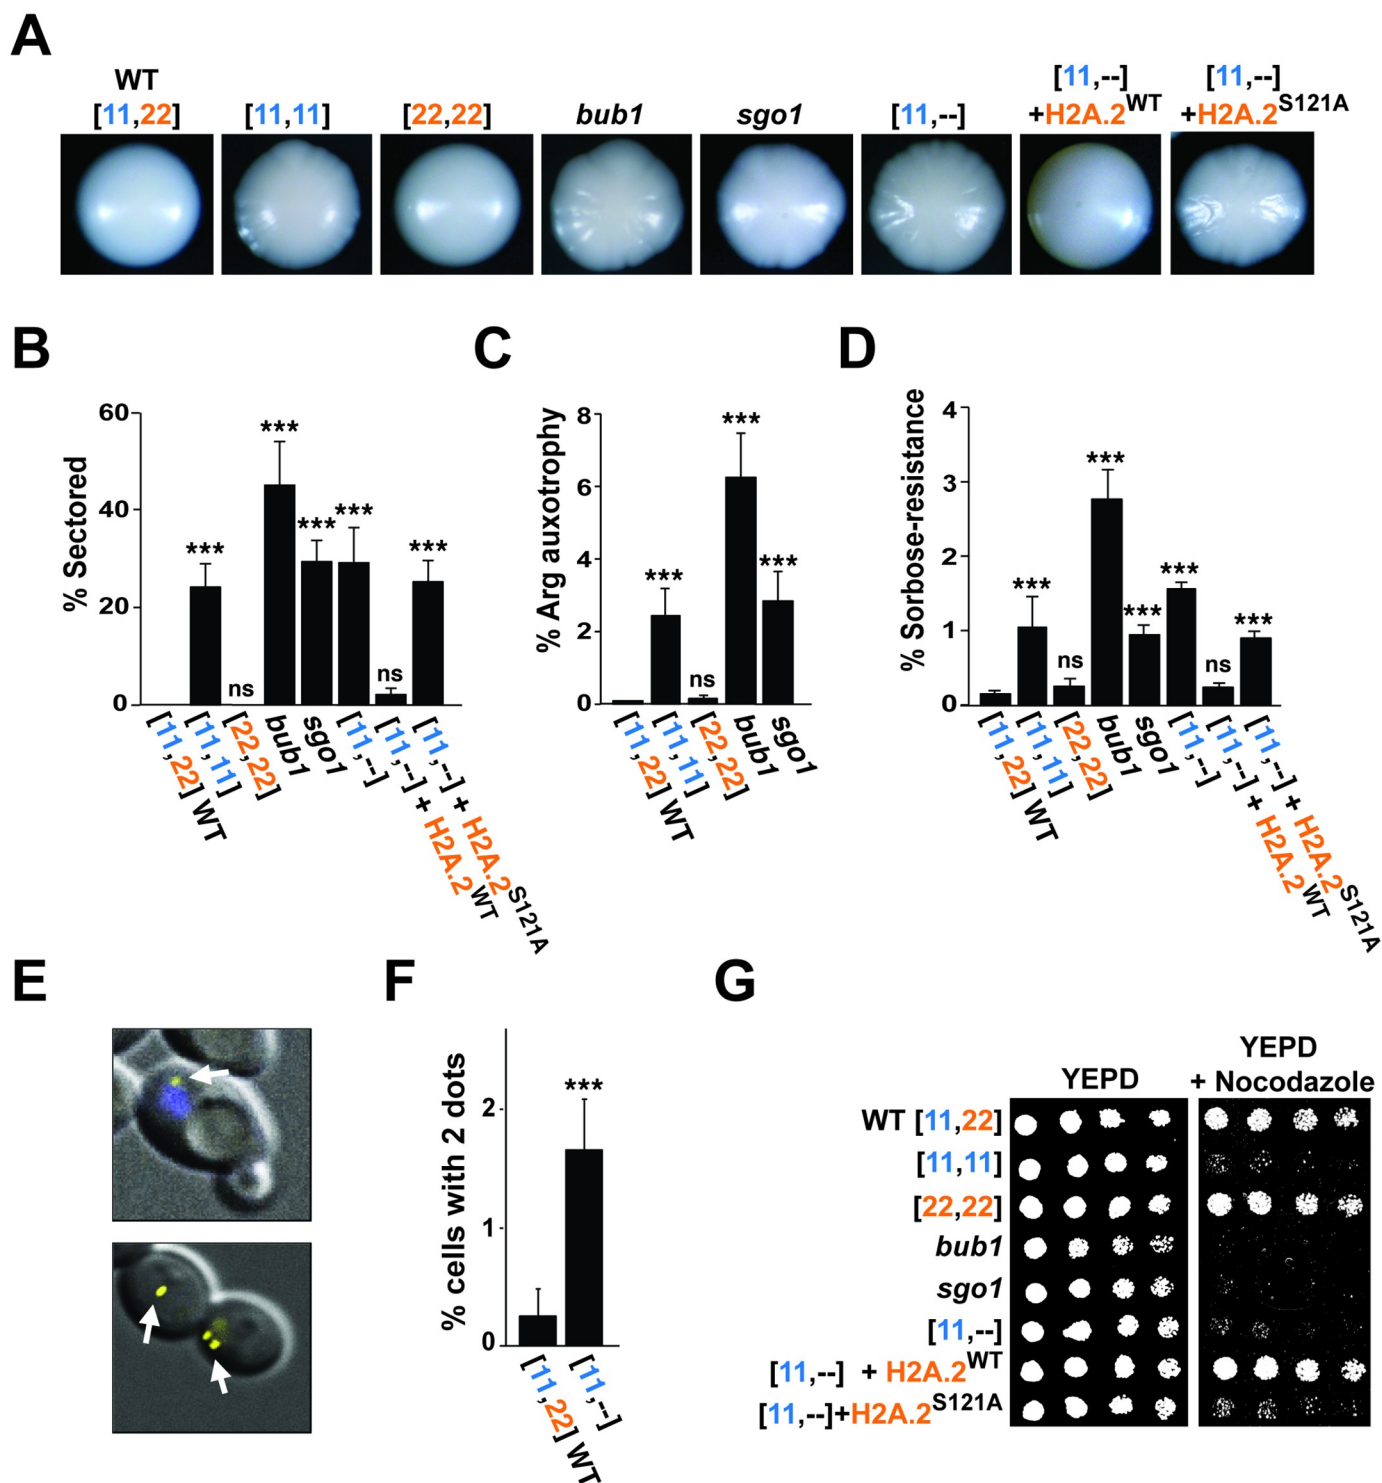 A
WT
[11,22]
[11,11]
[22,22]
bub1
sgo1
[11,--]
[11,--]
+H2A.2WT
[11,--]
+H2A.2S121A
B
% Sectored
60
40
20
0
***
ns
***
***
***
ns
***
[11,22] WT
[11,11]
[22,22]
bub1
sgo1
[11,--]
[11,--] + H2A.2WT
[11,--] + H2A.2S121A
C
% Arg auxotrophy
8
6
4
2
0
***
ns
***
***
[11,22] WT
[11,11]
[22,22]
bub1
sgo1
D
% Sorbose-resistance
4
3
2
1
0
***
ns
***
***
***
ns
***
[11,22] WT
[11,11]
[22,22]
bub1
sgo1
[11,--]
[11,--] + H2A.2WT
[11,--] + H2A.2S121A
E
F
% cells with 2 dots
2
1
0
***
[11,22] WT
[11,--]
G
YEPD
YEPD
+ Nocodazole
WT [11,22]
[11,11]
[22,22]
bub1
sgo1
[11,--]
[11,--] + H2A.2WT
[11,--]+H2A.2S121A